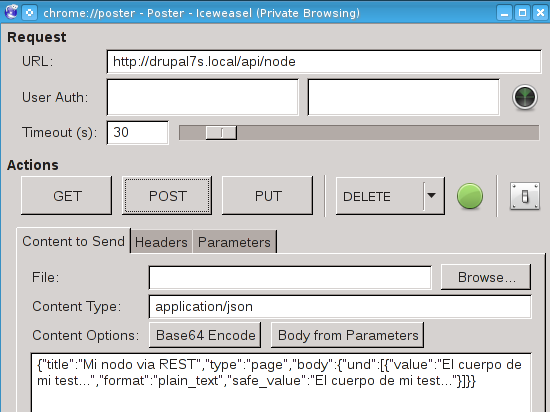 chrome://poster - Poster - Iceweasel (Private Browsing)
Request
URL: http://drupal7s.local/api/node
User Auth:
Timeout (s): 30
Actions
GET POST PUT DELETE
Content to Send Headers Parameters
File: Browse...
Content Type: application/json
Content Options: Base64 Encode Body from Parameters
{"title":"Mi nodo via REST","type":"page","body":{"und":[{"value":"El cuerpo de
mi test...","format":"plain_text","safe_value":"El cuerpo de mi test..."}]}}